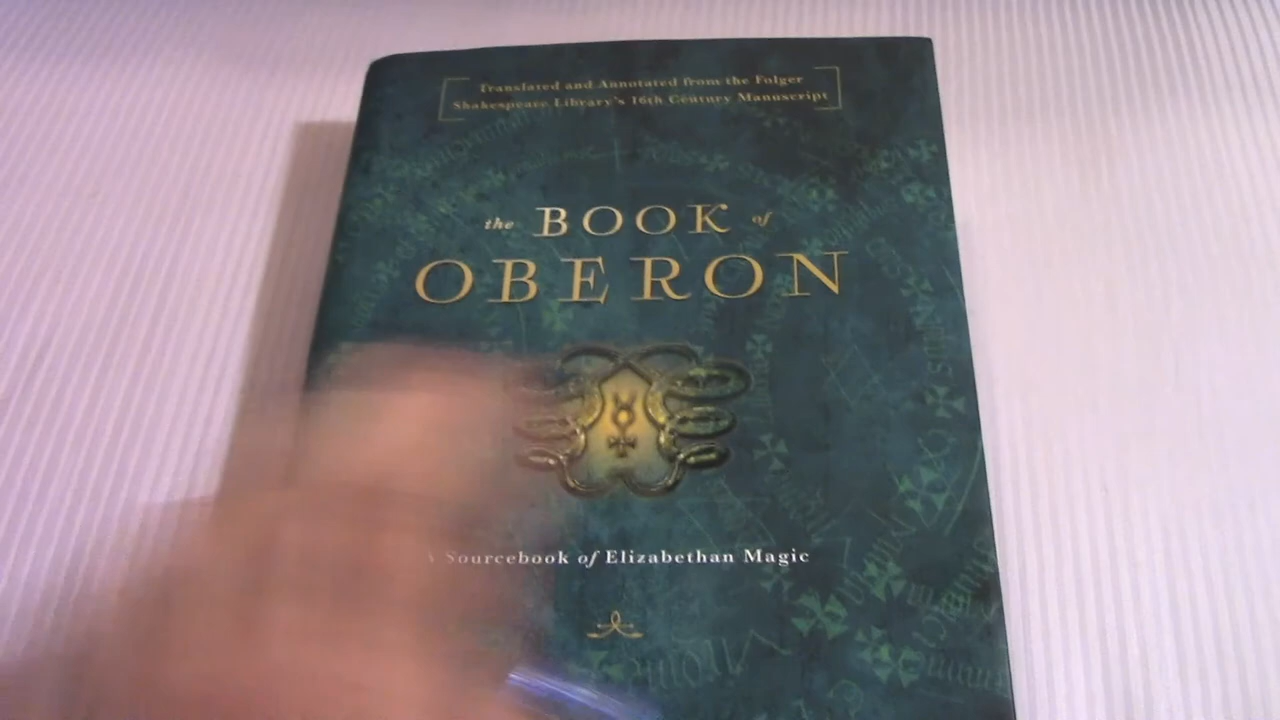 Translated and Annotated from the Folger
Shakespeare Library's 16th Century Manuscript
the BOOK of
OBERON
Sourcebook of Elizabethan Magic